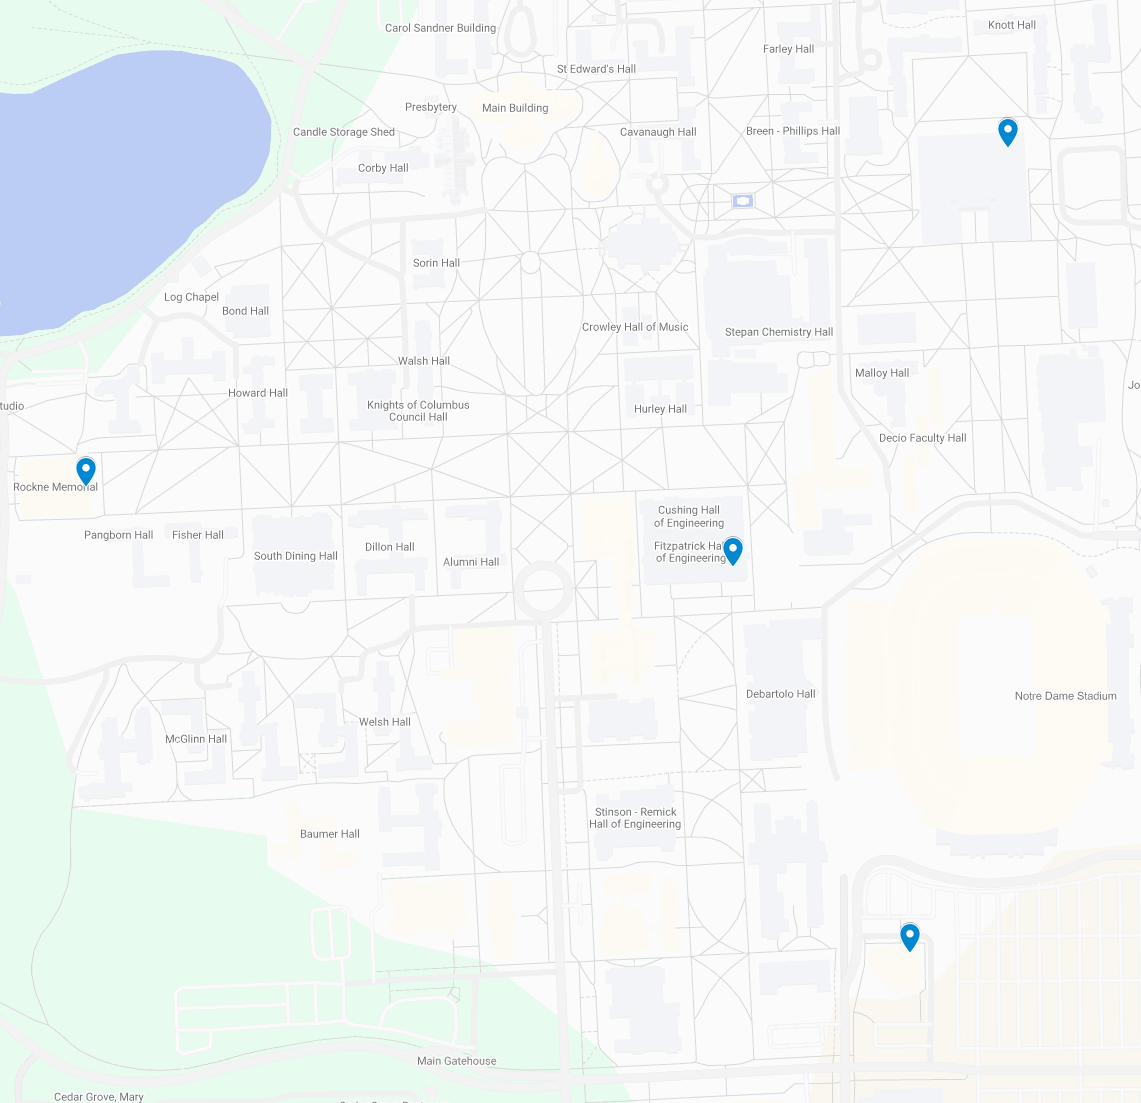 Carol Sandner Building
Knott Hall
Farley Hall
St Edward's Hall
Presbytery
Main Building
Candle Storage Shed
Cavanaugh Hall
Breen - Phillips Hall
Corby Hall
Sorin Hall
Log Chapel
Bond Hall
Crowley Hall of Music
Stepan Chemistry Hall
Walsh Hall
Malloy Hall
Jo
Howard Hall
tudio
Knights of Columbus
Council Hall
Hurley Hall
Decio Faculty Hall
Rockne Memorial
Cushing Hall
of Engineering
Pangborn Hall
Fisher Hall
South Dining Hall
Dillon Hall
Alumni Hall
Fitzpatrick Hall
of Engineering
Debartolo Hall
Notre Dame Stadium
Welsh Hall
McGlinn Hall
Stinson - Remick
Hall of Engineering
Baumer Hall
Main Gatehouse
Cedar Grove, Mary